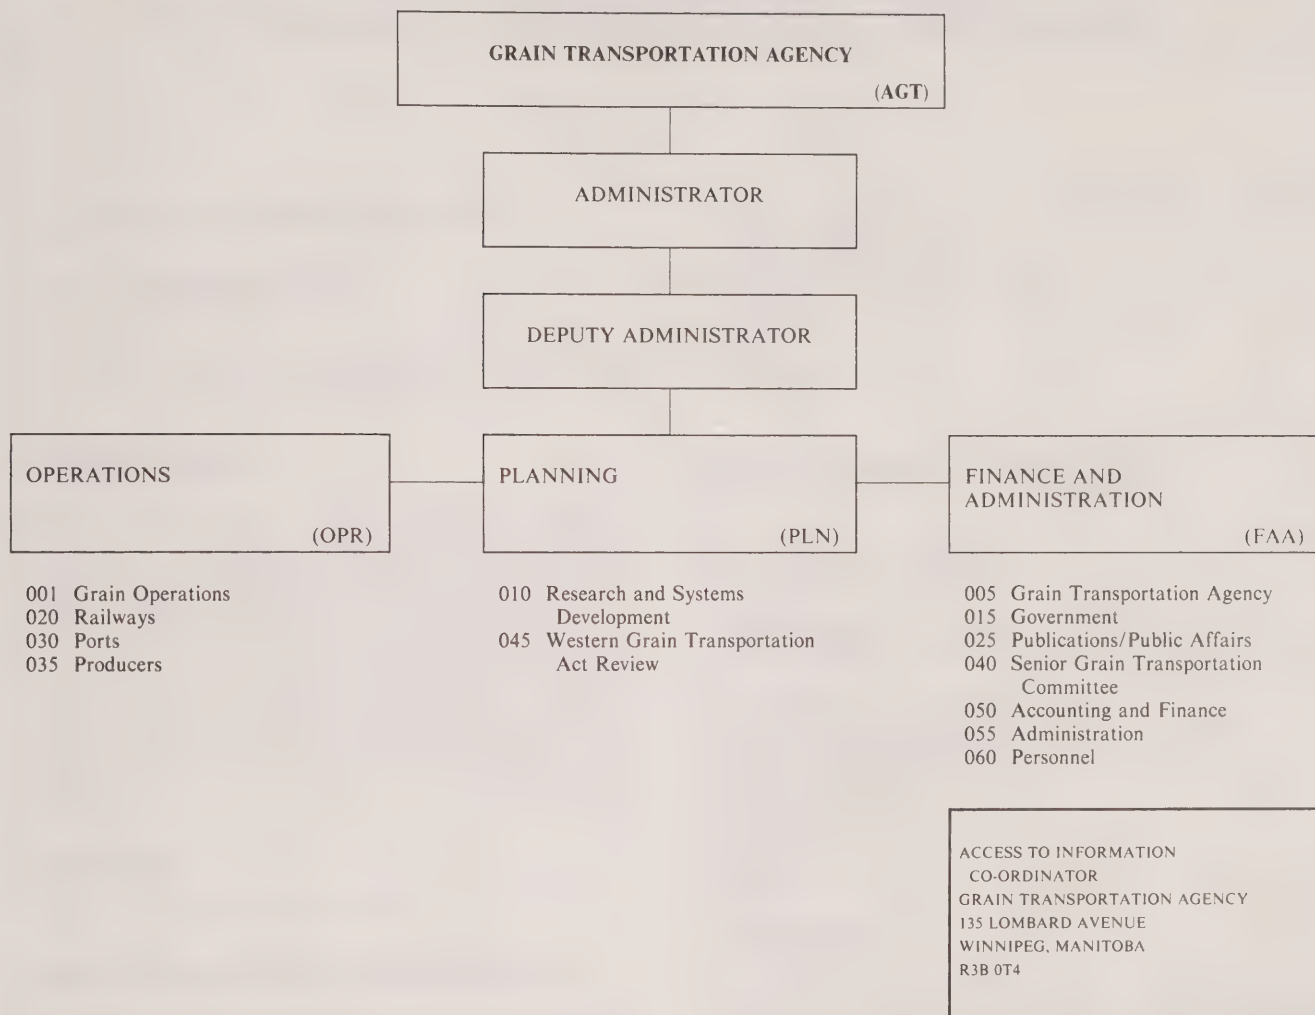 GRAIN TRANSPORTATION AGENCY
(AGT)
ADMINISTRATOR
DEPUTY ADMINISTRATOR
OPERATIONS
(OPR)
001 Grain Operations
020 Railways
030 Ports
035 Producers
PLANNING
(PLN)
010 Research and Systems
Development
045 Western Grain Transportation
Act Review
FINANCE AND
ADMINISTRATION
(FAA)
005 Grain Transportation Agency
015 Government
025 Publications/Public Affairs
040 Senior Grain Transportation
Committee
050 Accounting and Finance
055 Administration
060 Personnel
ACCESS TO INFORMATION
CO-ORDINATOR
GRAIN TRANSPORTATION AGENCY
135 LOMBARD AVENUE
WINNIPEG, MANITOBA
R3B 0T4